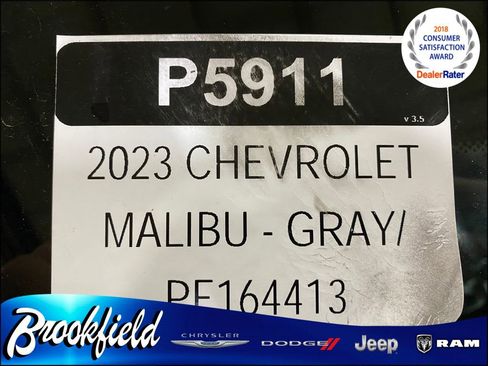 2018
CONSUMER
SATISFACTION
AWARD
DealerRater
P5911
v 3.5
2023 CHEVROLET
MALIBU - GRAY/
PF164413
Brookfield
CHRYSLER
DODGE
Jeep
RAM